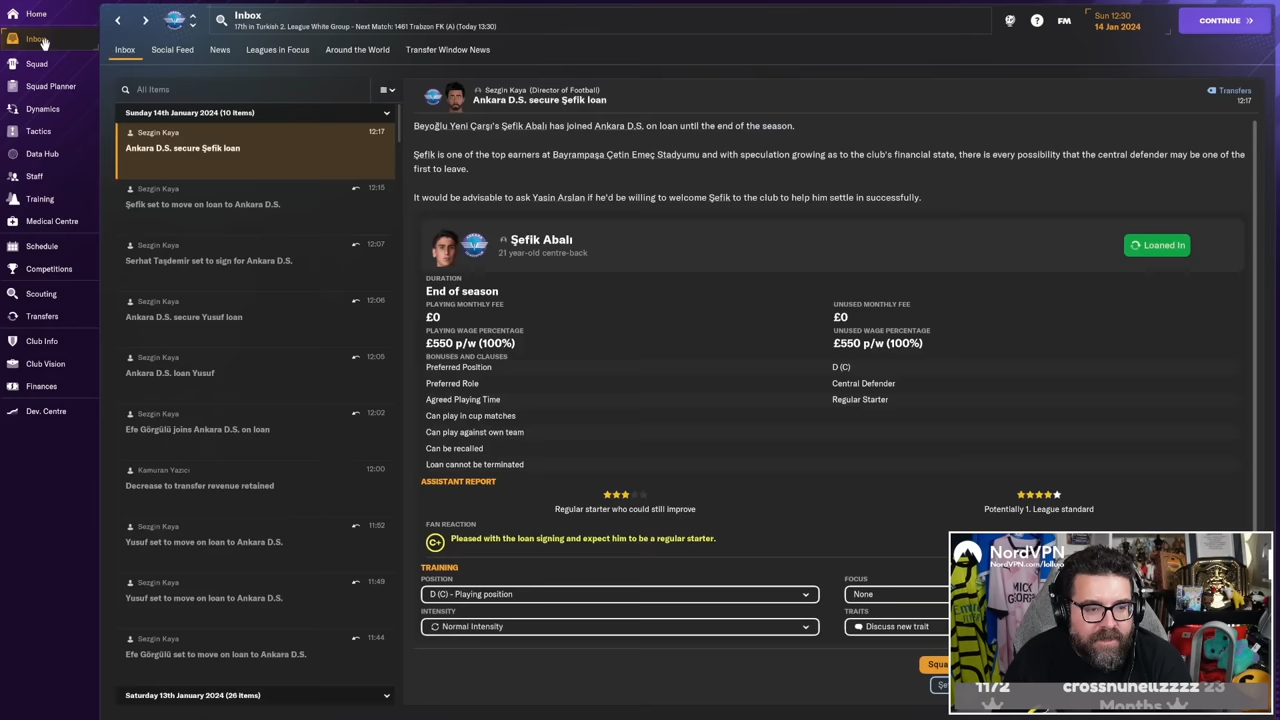 Home
Inbox
Squad
Squad Planner
Dynamics
Tactics
Data Hub
Staff
Training
Medical Centre
Schedule
Competitions
Scouting
Transfers
Club Info
Club Vision
Finances
Dev. Centre
Inbox
17th in Turkish 2. League White Group - Next Match: 1461 Trabzon FK (A) (Today 13:30)
FM
Sun 12:30
14 Jan 2024
CONTINUE
Inbox Social Feed News Leagues in Focus Around the World Transfer Window News
All Items
Sunday 14th January 2024 (10 items)
Sezgin Kaya 12:17
Ankara D.S. secure Şefik loan
Sezgin Kaya 12:15
Şefik set to move on loan to Ankara D.S.
Sezgin Kaya 12:07
Serhat Taşdemir set to sign for Ankara D.S.
Sezgin Kaya 12:06
Ankara D.S. secure Yusuf loan
Sezgin Kaya 12:05
Ankara D.S. loan Yusuf
Sezgin Kaya 12:02
Efe Görgülü joins Ankara D.S. on loan
Kamuran Yazıcı 12:00
Decrease to transfer revenue retained
Sezgin Kaya 11:52
Yusuf set to move on loan to Ankara D.S.
Sezgin Kaya 11:49
Yusuf set to move on loan to Ankara D.S.
Sezgin Kaya 11:44
Efe Görgülü set to move on loan to Ankara D.S.
Saturday 13th January 2024 (26 items)
Sezgin Kaya (Director of Football)
Ankara D.S. secure Şefik loan
Transfers
12:17
Beyoğlu Yeni Çarşı's Şefik Abalı has joined Ankara D.S. on loan until the end of the season.
Şefik is one of the top earners at Bayrampaşa Çetin Emeç Stadyumu and with speculation growing as to the club's financial state, there is every possibility that the central defender may be one of the
first to leave.
It would be advisable to ask Yasin Arslan if he'd be willing to welcome Şefik to the club to help him settle in successfully.
Şefik Abalı
21 year-old centre-back
Loaned In
DURATION
End of season
PLAYING MONTHLY FEE UNUSED MONTHLY FEE
£0 £0
PLAYING WAGE PERCENTAGE UNUSED WAGE PERCENTAGE
£550 p/w (100%) £550 p/w (100%)
BONUSES AND CLAUSES
Preferred Position D (C)
Preferred Role Central Defender
Agreed Playing Time Regular Starter
Can play in cup matches
Can play against own team
Can be recalled
Loan cannot be terminated
ASSISTANT REPORT
Regular starter who could still improve Potentially 1. League standard
FAN REACTION
C+ Pleased with the loan signing and expect him to be a regular starter.
TRAINING
POSITION FOCUS
D (C) - Playing position None
INTENSITY TRAITS
Normal Intensity Discuss new trait
Squa
NordVPN
NordVPN.com/lollujo
MICK
GEORGE
1172 crossnunellzzzz 23
Months